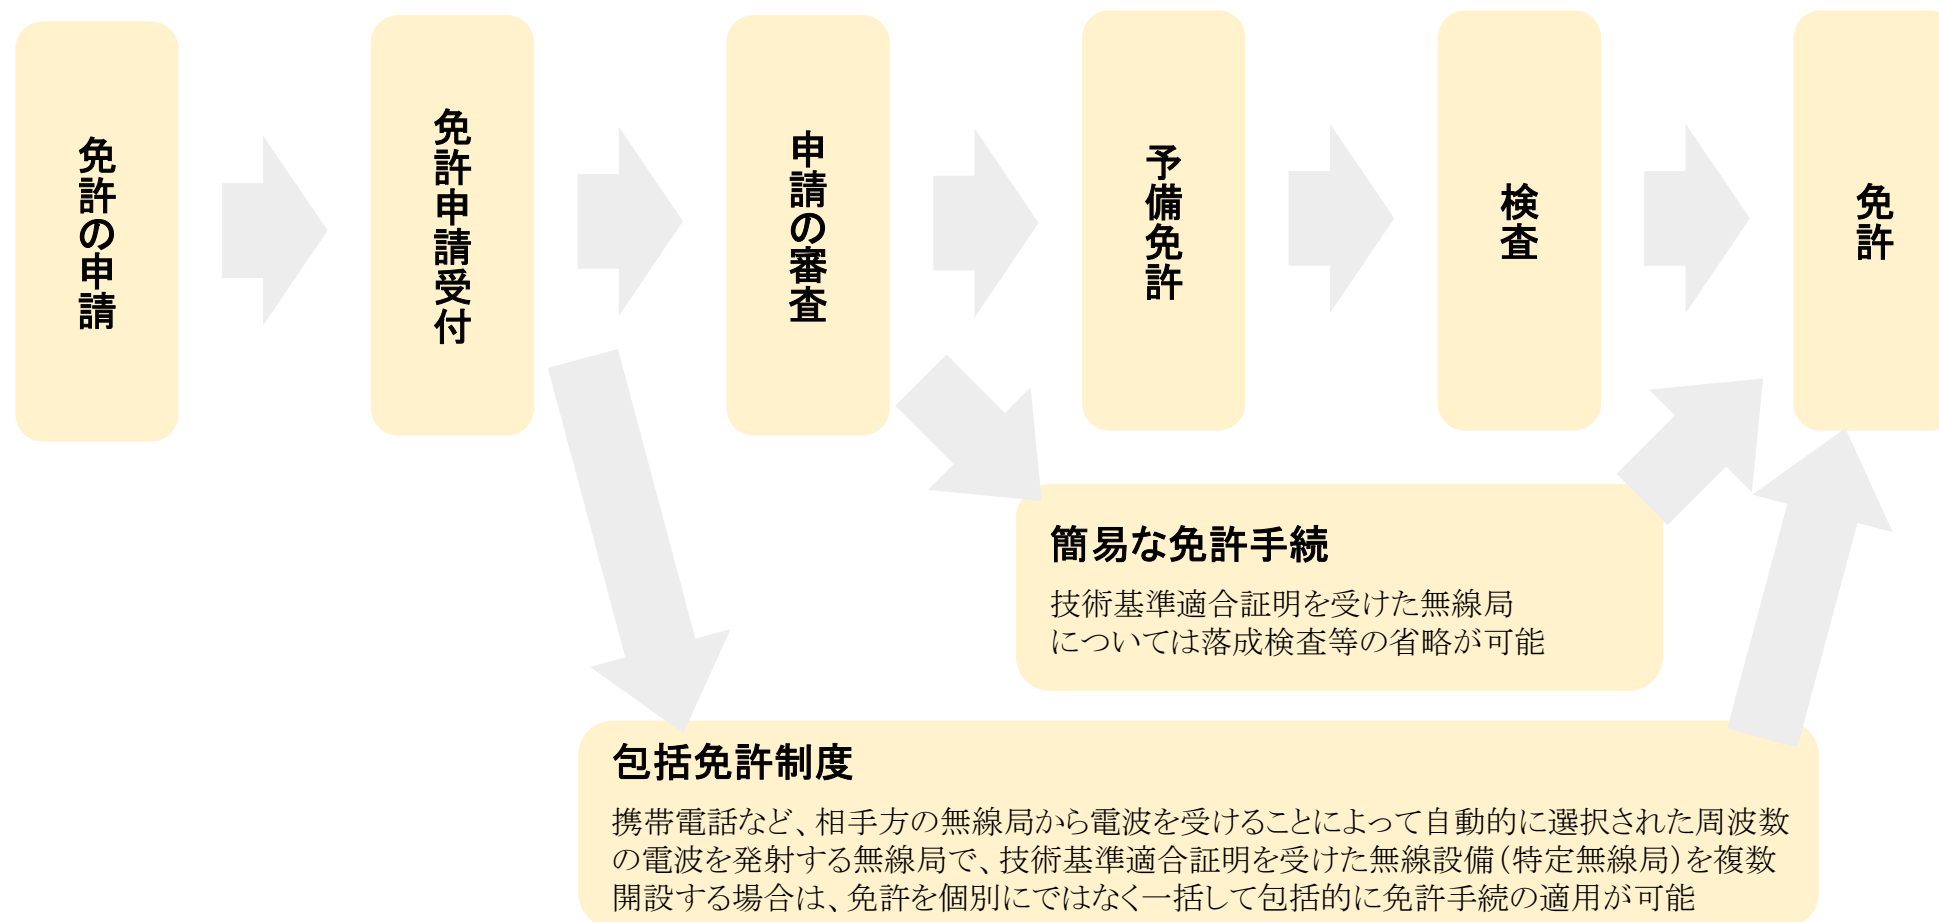 免許の申請
免許申請受付
申請の審査
予備免許
検査
免許
簡易な免許手続
技術基準適合証明を受けた無線局
については落成検査等の省略が可能
包括免許制度
携帯電話など、相手方の無線局から電波を受けることによって自動的に選択された周波数
の電波を発射する無線局で、技術基準適合証明を受けた無線設備(特定無線局)を複数
開設する場合は、免許を個別にではなく一括して包括的に免許手続の適用が可能